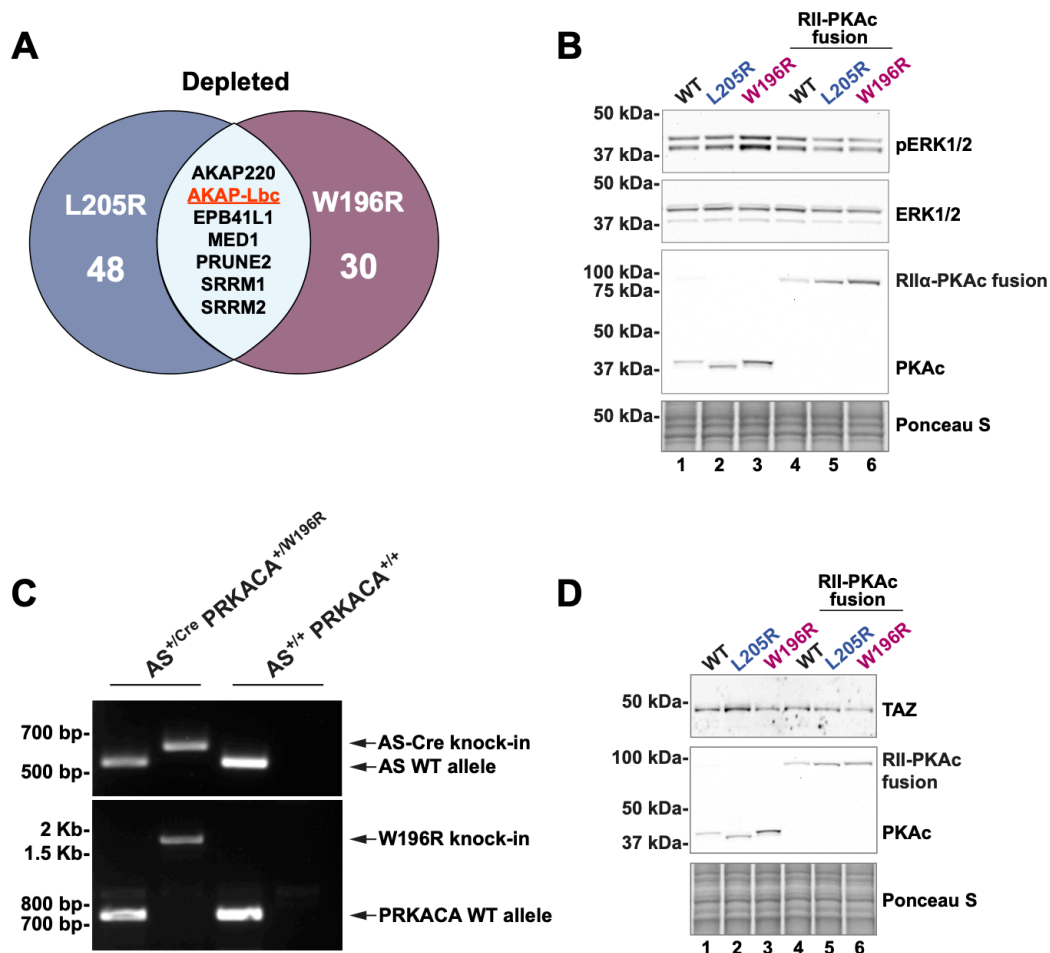 A
Depleted
L205R
48
AKAP220
AKAP-Lbc
EPB41L1
MED1
PRUNE2
SRRM1
SRRM2
W196R
30
B
RII-PKAc
fusion
WT L205R W196R WT L205R W196R
50 kDa-
37 kDa-
pERK1/2
50 kDa-
37 kDa-
ERK1/2
100 kDa-
75 kDa-
50 kDa-
37 kDa-
RIIα-PKAc fusion
PKAc
50 kDa-
Ponceau S
1 2 3 4 5 6
C
AS+/Cre PRKACA+/W196R
AS+/+ PRKACA+/+
700 bp-
500 bp-
AS-Cre knock-in
AS WT allele
2 Kb-
1.5 Kb-
800 bp-
700 bp-
W196R knock-in
PRKACA WT allele
D
RII-PKAc
fusion
WT L205R W196R WT L205R W196R
50 kDa-
TAZ
100 kDa-
50 kDa-
37 kDa-
RII-PKAc
fusion
PKAc
Ponceau S
1 2 3 4 5 6